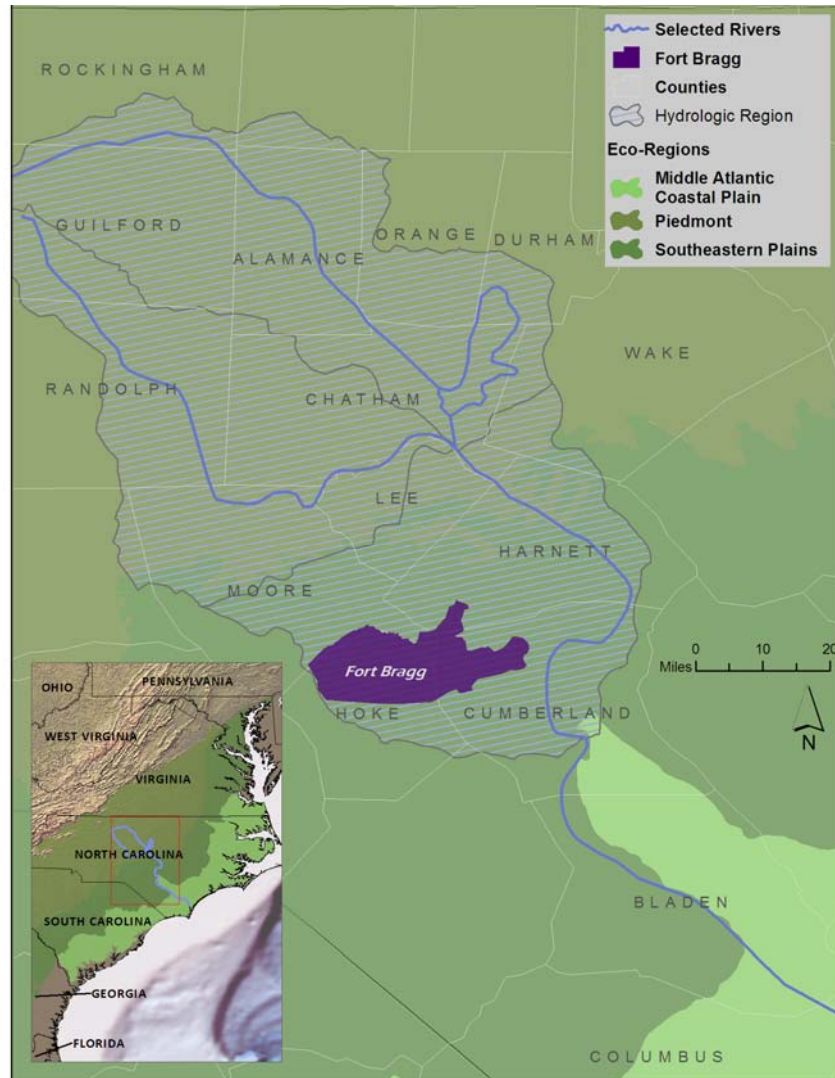 Selected Rivers
Fort Bragg
Counties
Hydrologic Region
Eco-Regions
Middle Atlantic
Coastal Plain
Piedmont
Southeastern Plains
ROCKINGHAM
GUILFORD
ORANGE
DURHAM
ALAMANCE
WAKE
RANDOLPH
CHATHAM
LEE
HARNETT
MOORE
Fort Bragg
HOKE
CUMBERLAND
BLADEN
COLUMBUS
0 10 20
Miles
N
OHIO
PENNSYLVANIA
WEST VIRGINIA
VIRGINIA
NORTH CAROLINA
SOUTH CAROLINA
GEORGIA
FLORIDA